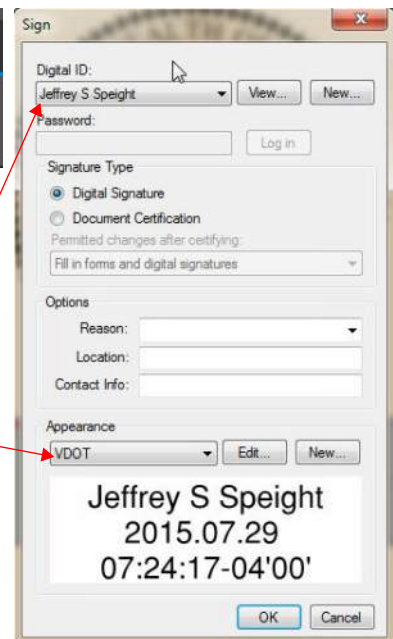 Sign
Digital ID:
Jeffrey S Speight View... New...
Password:
Log in
Signature Type
Digital Signature
Document Certification
Permitted changes after certifying:
Fill in forms and digital signatures
Options
Reason:
Location:
Contact Info:
Appearance
VDOT Edit... New...
Jeffrey S Speight
2015.07.29
07:24:17-04'00'
OK Cancel